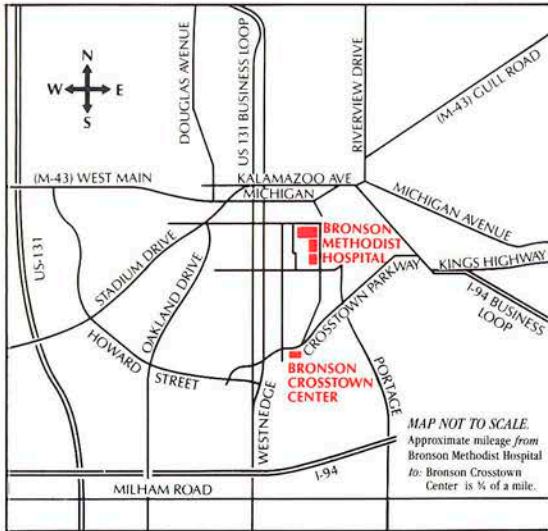 N
W E
S
DOUGLAS AVENUE
US 131 BUSINESS LOOP
RIVERVIEW DRIVE
(M-43) GULL ROAD
(M-43) WEST MAIN
KALAMAZOO AVE
MICHIGAN
MICHIGAN AVENUE
BRONSON
METHODIST
HOSPITAL
US-131
STADIUM DRIVE
OAKLAND DRIVE
CROSSTOWN PARKWAY
KINGS HIGHWAY
I-94 BUSINESS
LOOP
HOWARD
STREET
BRONSON
CROSSTOWN
CENTER
WESTNEDGE
PORTAGE
I-94
MILHAM ROAD
MAP NOT TO SCALE.
Approximate mileage from
Bronson Methodist Hospital
to: Bronson Crosstown
Center is ¾ of a mile.